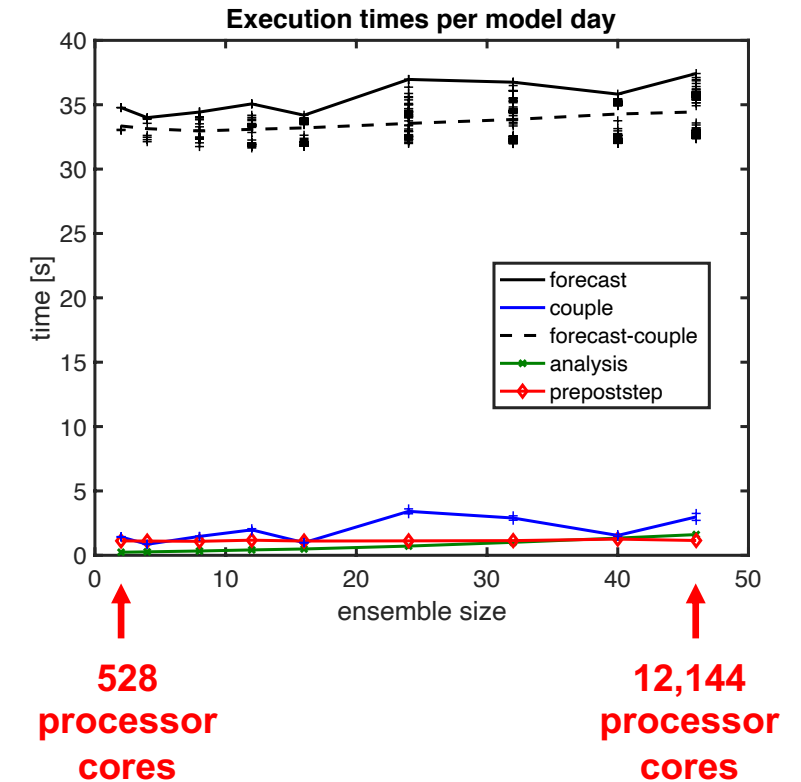 Execution times per model day
40
35
30
25
20
15
10
5
0
time [s]
forecast
couple
forecast-couple
analysis
prepoststep
0 10 20 30 40 50
ensemble size
528
processor
cores
12,144
processor
cores